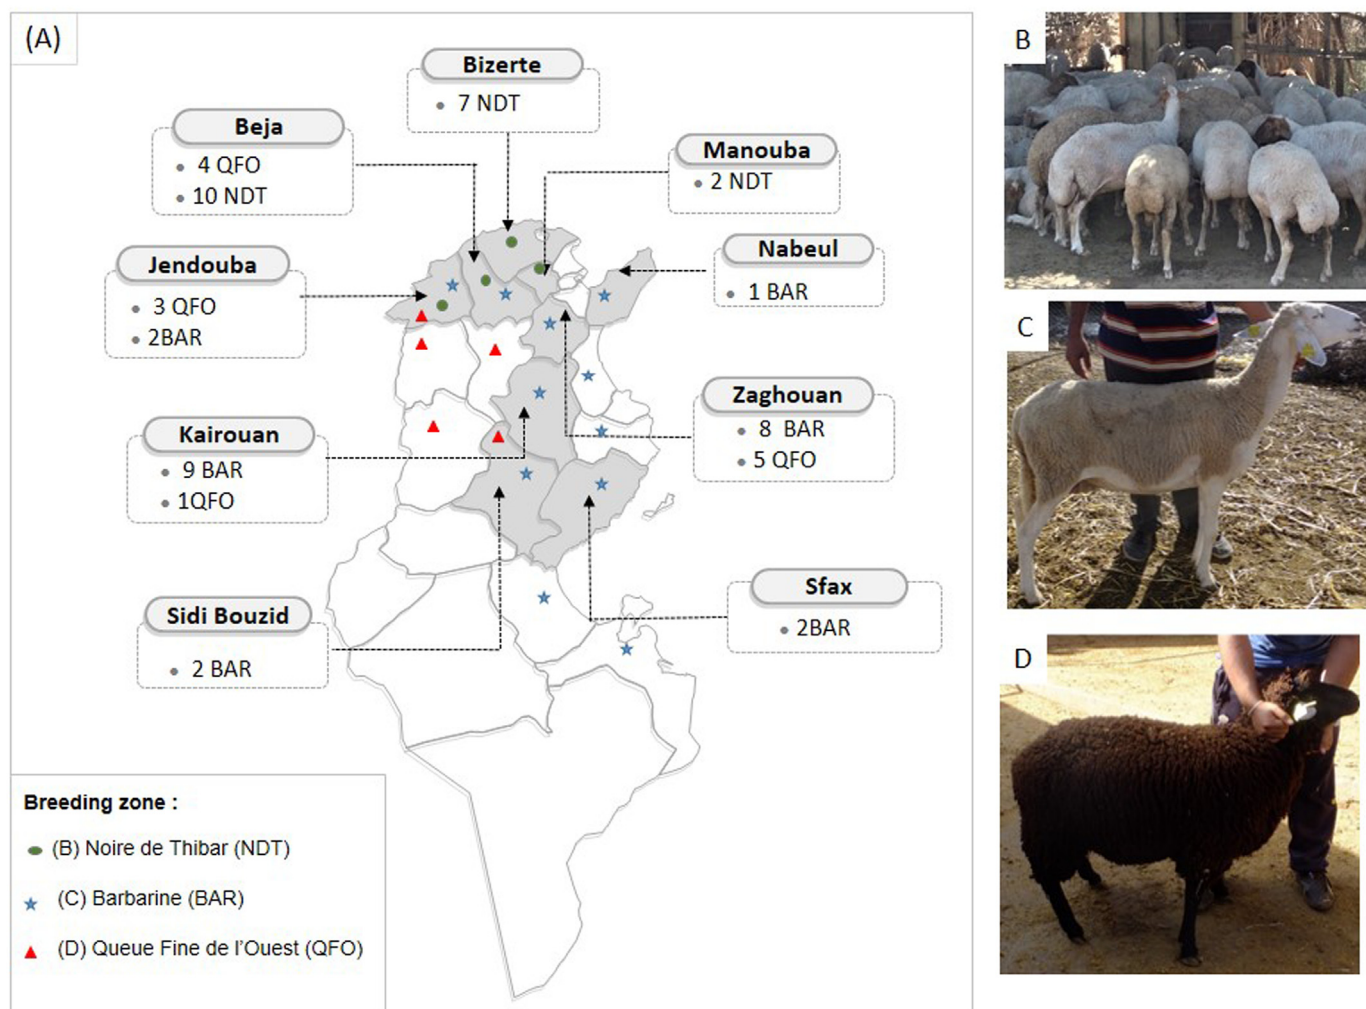 (A)
Bizerte
7 NDT
Beja
4 QFO
10 NDT
Manouba
2 NDT
Jendouba
3 QFO
2BAR
Nabeul
1 BAR
Kairouan
9 BAR
1QFO
Zaghouan
8 BAR
5 QFO
Sidi Bouzid
2 BAR
Sfax
2BAR
Breeding zone :
(B) Noire de Thibar (NDT)
(C) Barbarine (BAR)
(D) Queue Fine de l'Ouest (QFO)
B
C
D